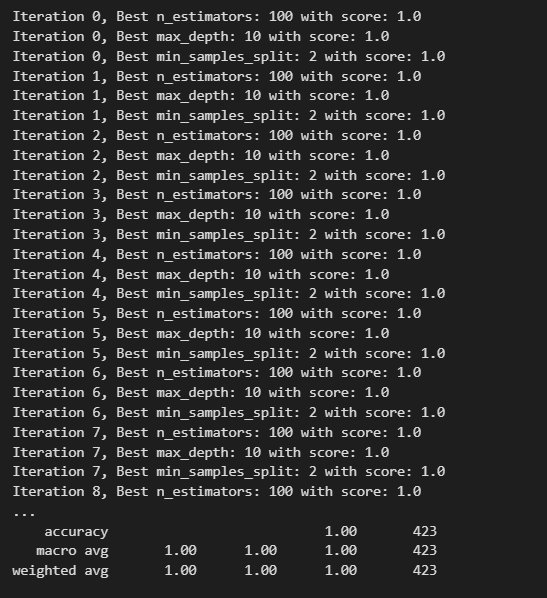 Iteration 0, Best n_estimators: 100 with score: 1.0
Iteration 0, Best max_depth: 10 with score: 1.0
Iteration 0, Best min_samples_split: 2 with score: 1.0
Iteration 1, Best n_estimators: 100 with score: 1.0
Iteration 1, Best max_depth: 10 with score: 1.0
Iteration 1, Best min_samples_split: 2 with score: 1.0
Iteration 2, Best n_estimators: 100 with score: 1.0
Iteration 2, Best max_depth: 10 with score: 1.0
Iteration 2, Best min_samples_split: 2 with score: 1.0
Iteration 3, Best n_estimators: 100 with score: 1.0
Iteration 3, Best max_depth: 10 with score: 1.0
Iteration 3, Best min_samples_split: 2 with score: 1.0
Iteration 4, Best n_estimators: 100 with score: 1.0
Iteration 4, Best max_depth: 10 with score: 1.0
Iteration 4, Best min_samples_split: 2 with score: 1.0
Iteration 5, Best n_estimators: 100 with score: 1.0
Iteration 5, Best max_depth: 10 with score: 1.0
Iteration 5, Best min_samples_split: 2 with score: 1.0
Iteration 6, Best n_estimators: 100 with score: 1.0
Iteration 6, Best max_depth: 10 with score: 1.0
Iteration 6, Best min_samples_split: 2 with score: 1.0
Iteration 7, Best n_estimators: 100 with score: 1.0
Iteration 7, Best max_depth: 10 with score: 1.0
Iteration 7, Best min_samples_split: 2 with score: 1.0
Iteration 8, Best n_estimators: 100 with score: 1.0
...
accuracy 1.00 423
macro avg 1.00 1.00 1.00 423
weighted avg 1.00 1.00 1.00 423